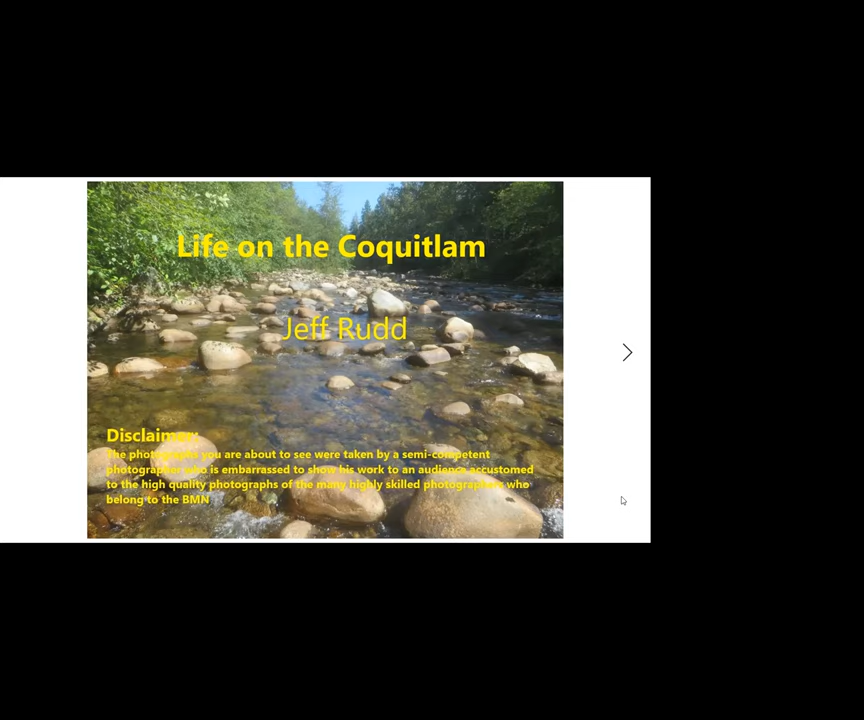 Life on the Coquitlam
Jeff Rudd
Disclaimer:
The photographs you are about to see were taken by a semi-competent
photographer who is embarrassed to show his work to an audience accustomed
to the high quality photographs of the many highly skilled photographers who
belong to the BMN